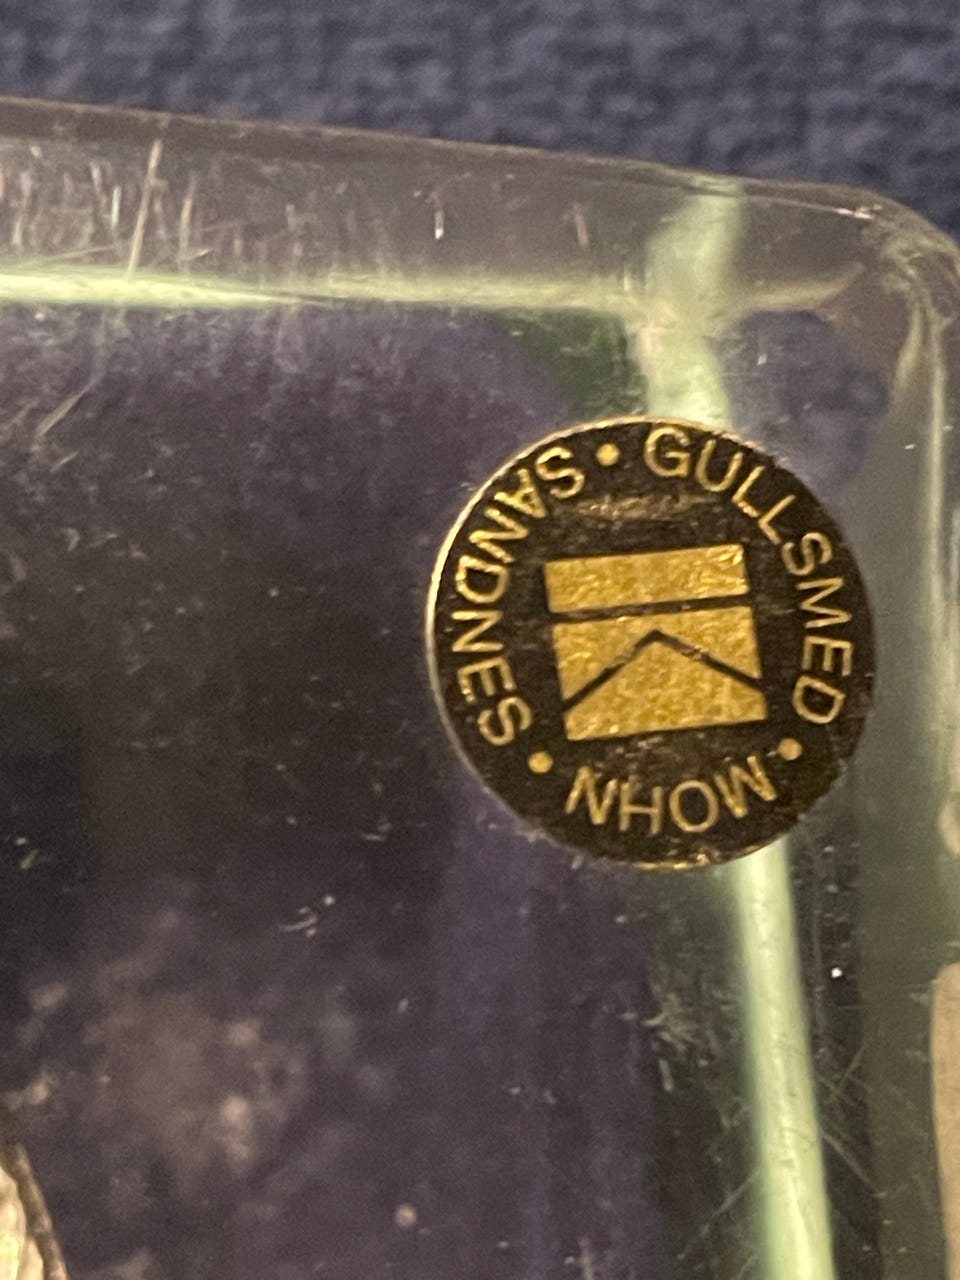 GULLSMED • MOHN • SANDNES •